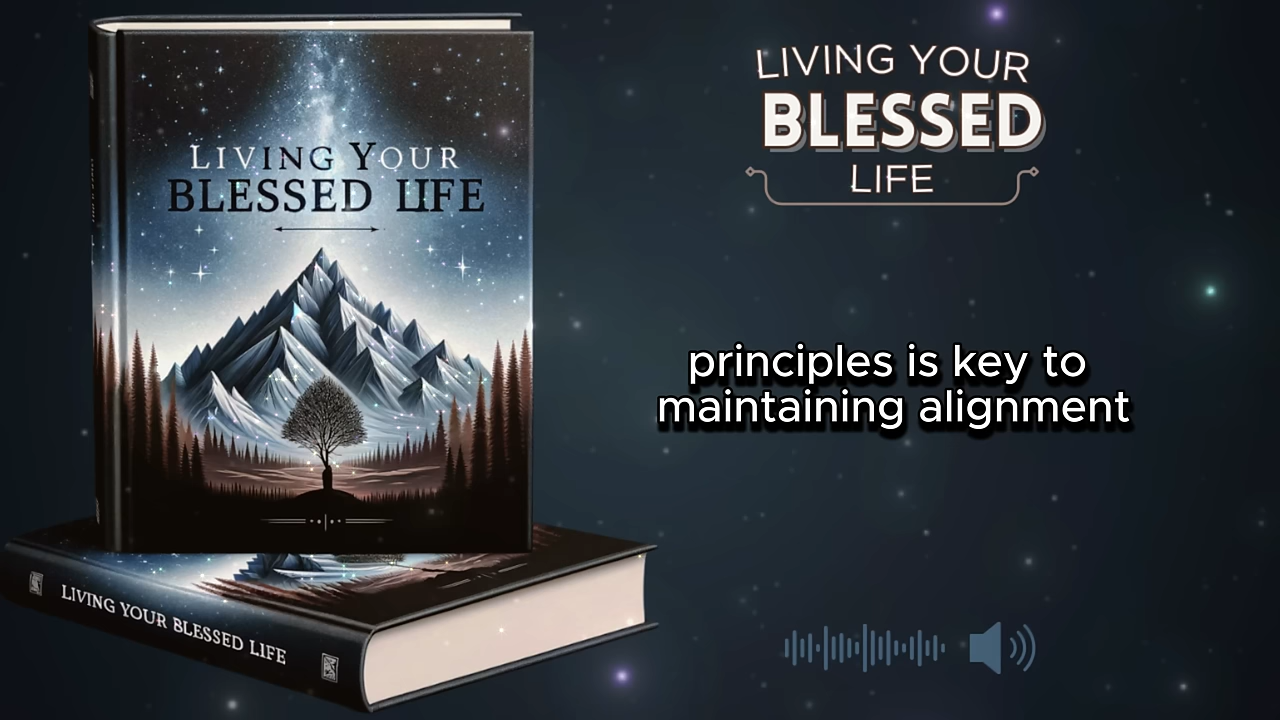 LIVING YOUR
BLESSED LIFE
LIVING YOUR BLESSED LIFE
LIVING YOUR
BLESSED
LIFE
principles is key to
maintaining alignment